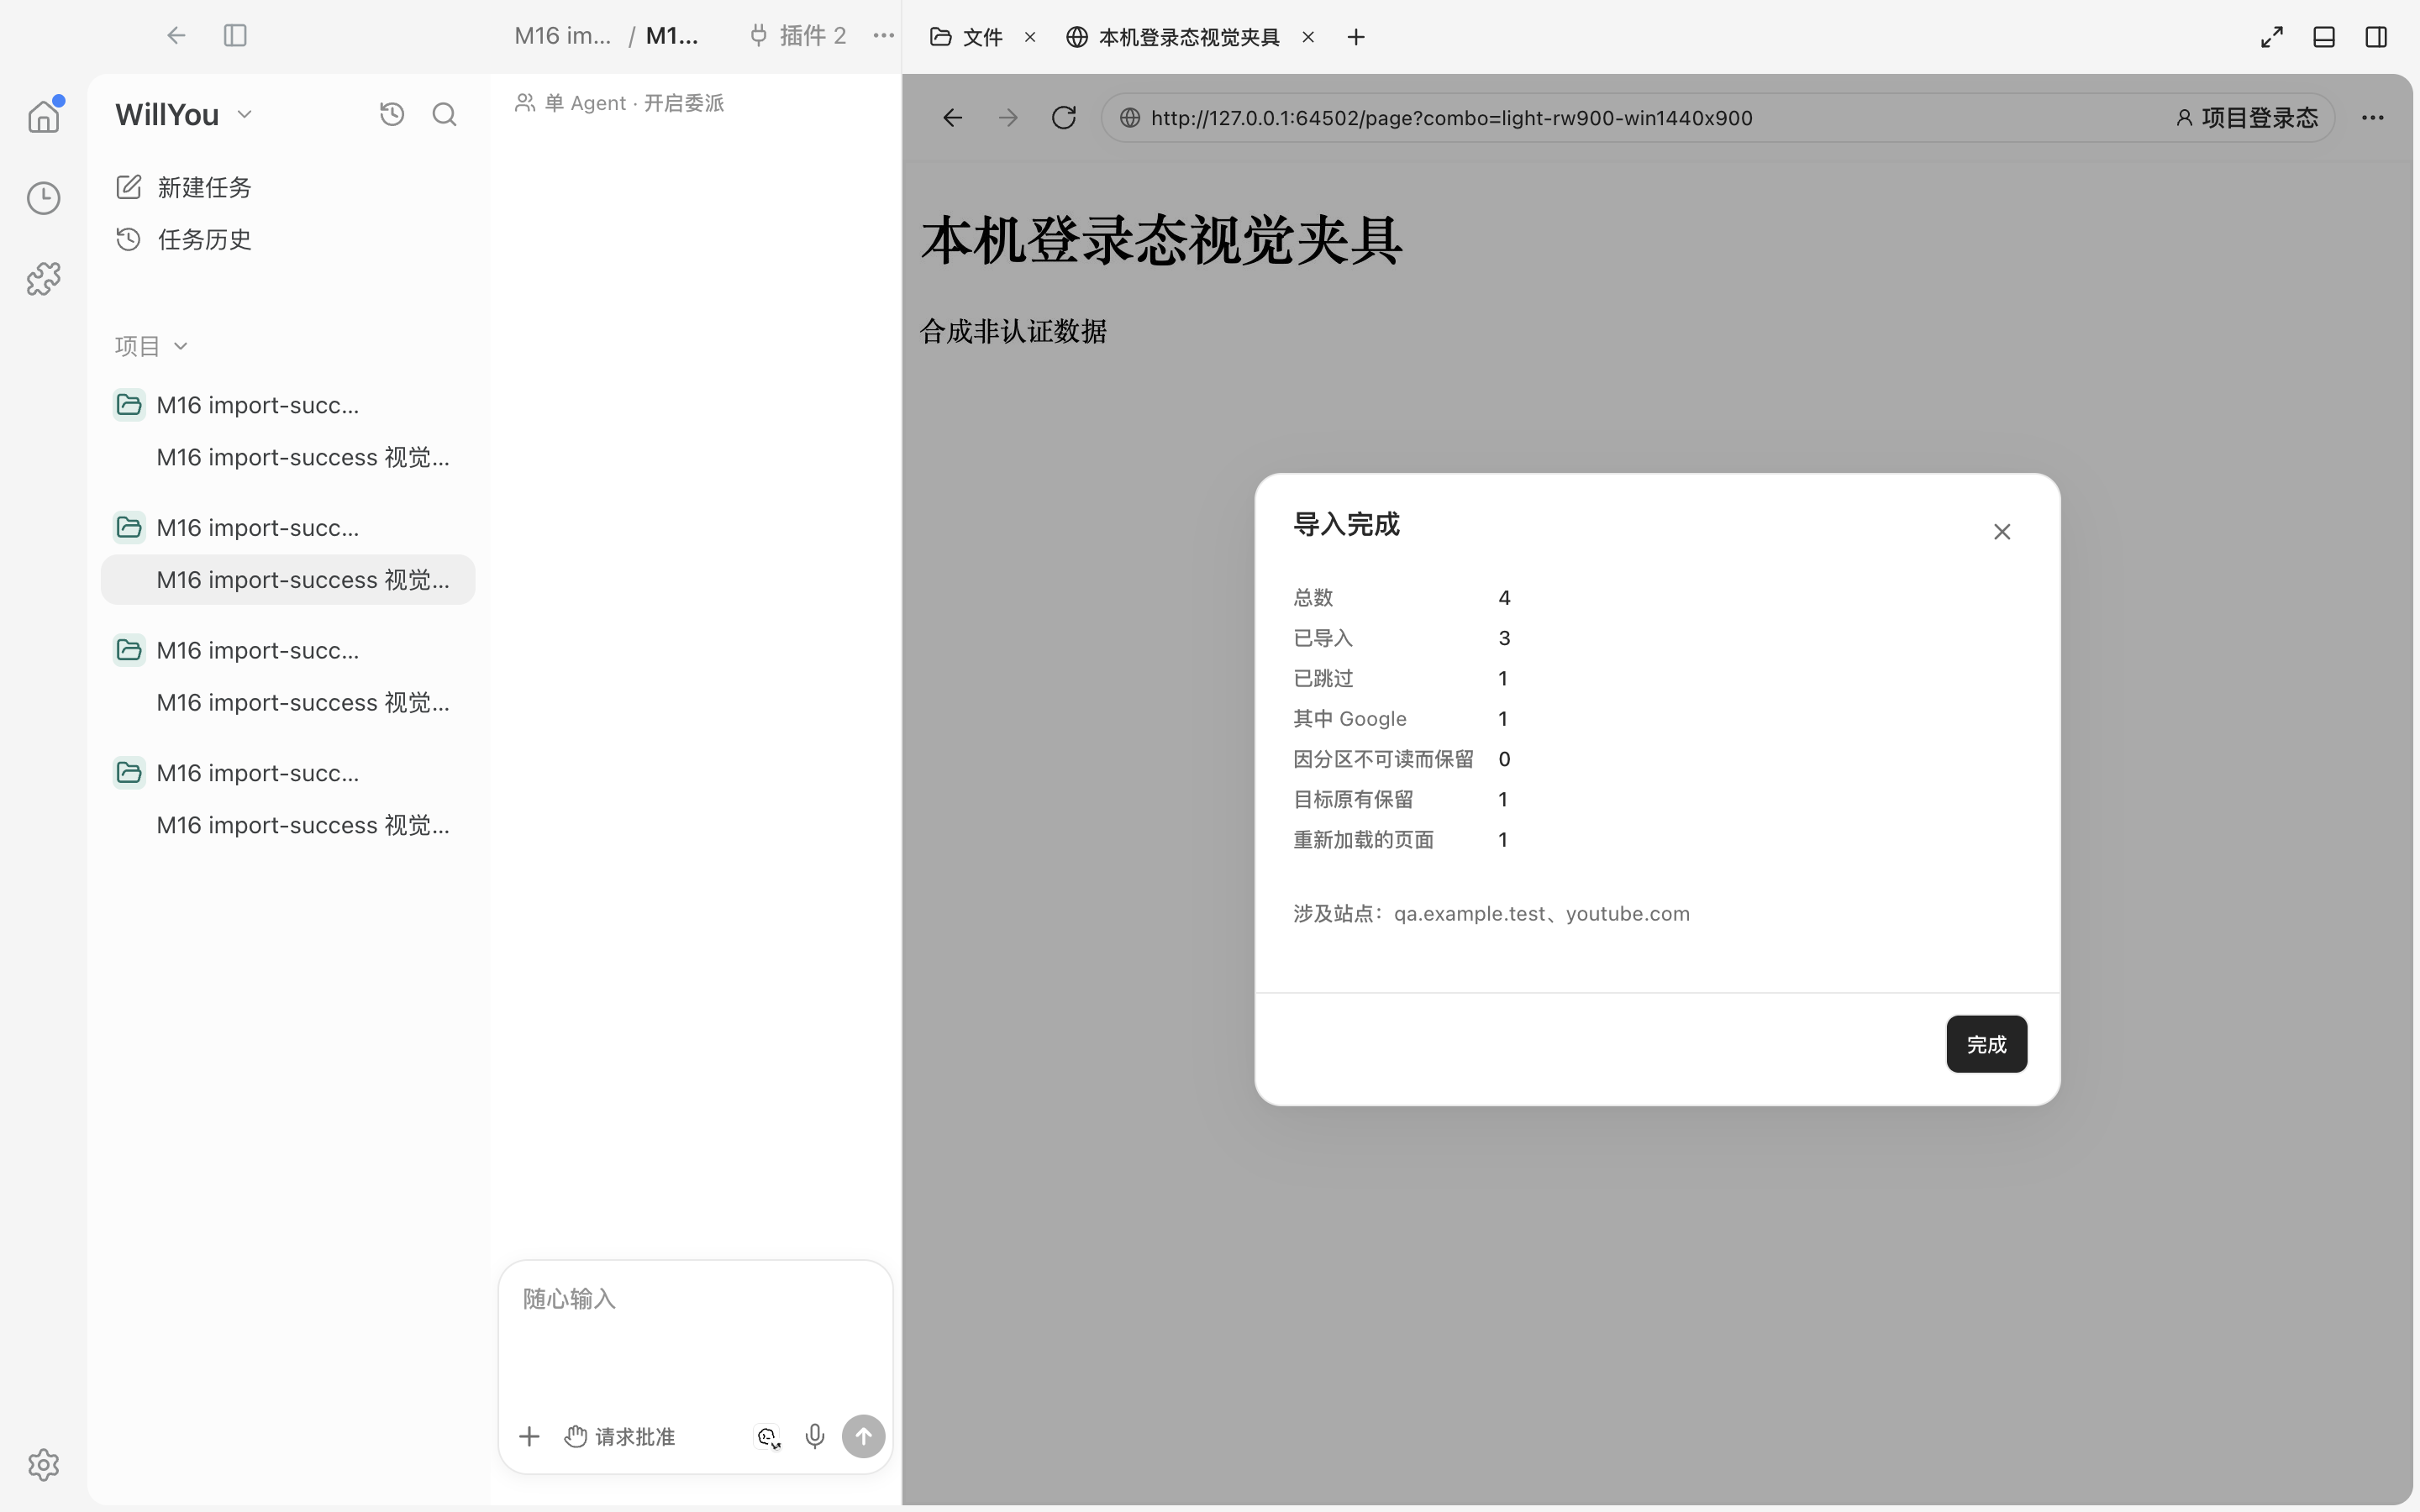 M16 im... / M1... 插件 2
文件
本机登录态视觉夹具
WillYou
新建任务
任务历史
项目
M16 import-succ...
M16 import-success 视觉...
M16 import-succ...
M16 import-success 视觉...
M16 import-succ...
M16 import-success 视觉...
M16 import-succ...
M16 import-success 视觉...
单 Agent · 开启委派
随心输入
请求批准
http://127.0.0.1:64502/page?combo=light-rw900-win1440x900 项目登录态
本机登录态视觉夹具
合成非认证数据
导入完成
总数 4
已导入 3
已跳过 1
其中 Google 1
因分区不可读而保留 0
目标原有保留 1
重新加载的页面 1
涉及站点：qa.example.test、youtube.com
完成